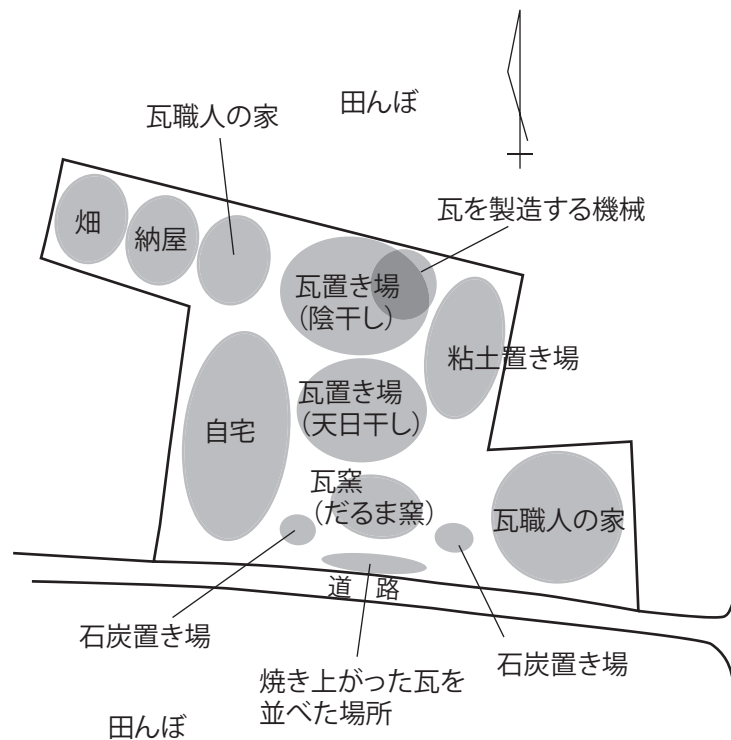 田んぼ
瓦職人の家
瓦を製造する機械
畑
納屋
瓦置き場
（陰干し）
粘土置き場
瓦置き場
（天日干し）
自宅
瓦窯
（だるま窯）
瓦職人の家
道　路
石炭置き場
石炭置き場
焼き上がった瓦を
並べた場所
田んぼ